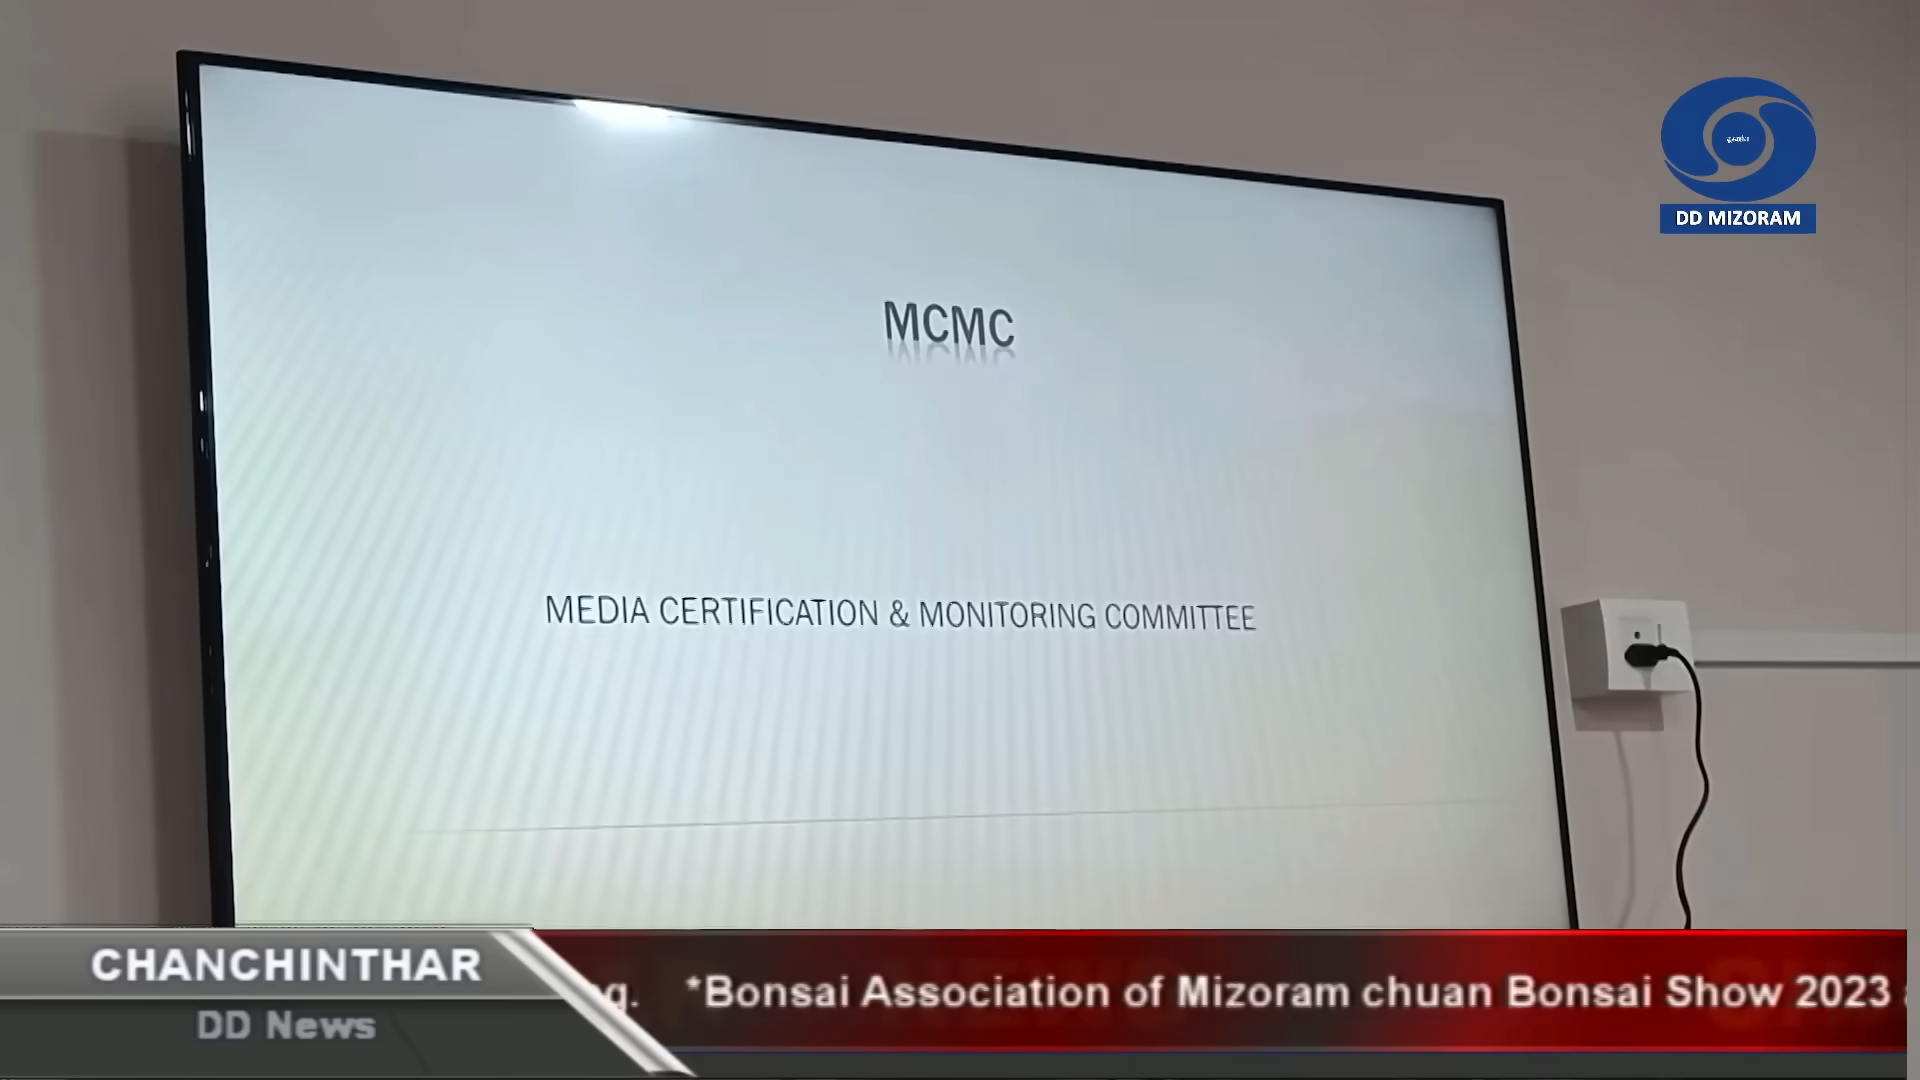 DD MIZORAM
MCMC
MEDIA CERTIFICATION & MONITORING COMMITTEE
CHANCHINTHAR
DD News
*Bonsai Association of Mizoram chuan Bonsai Show 2023